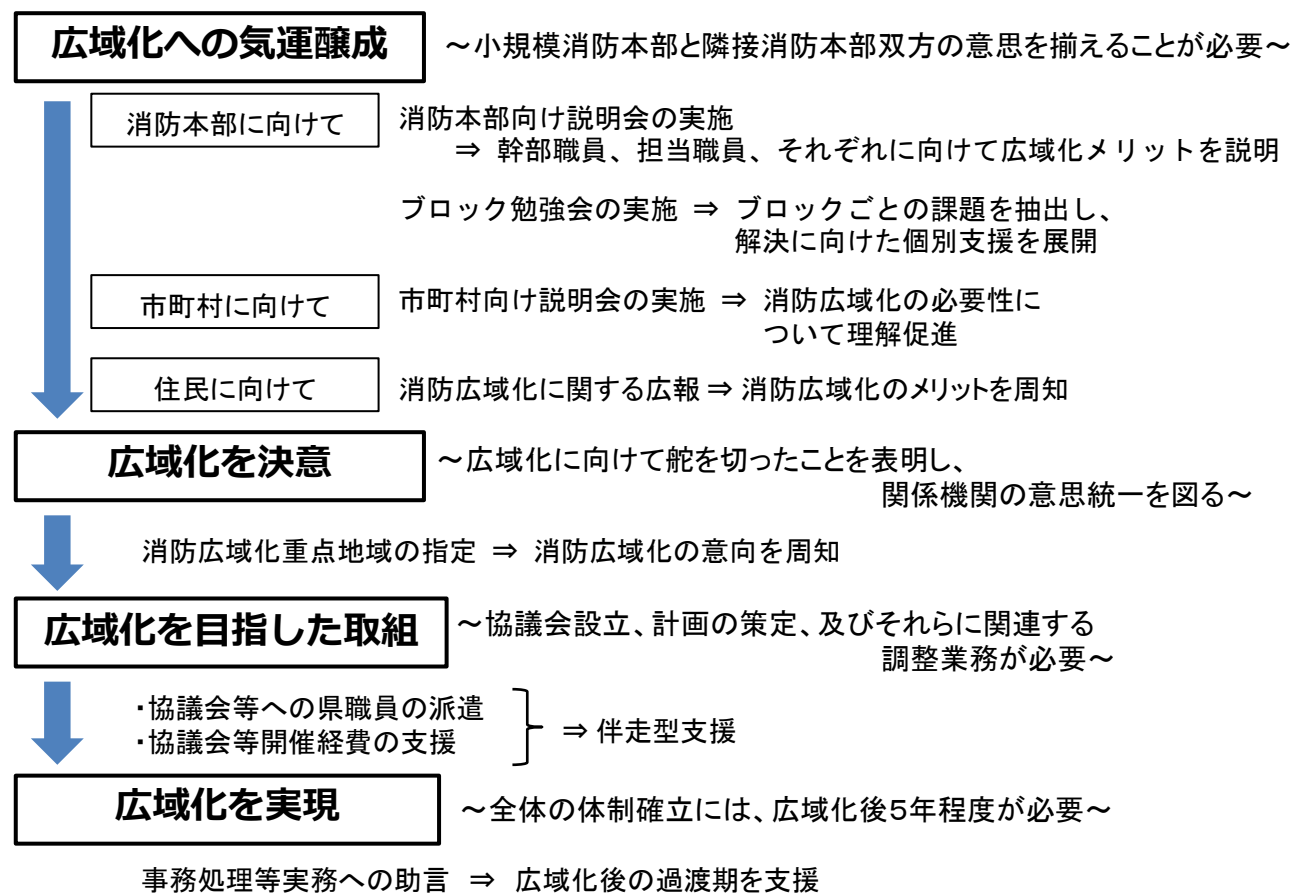 広域化への気運醸成 ～小規模消防本部と隣接消防本部双方の意思を揃えることが必要～
消防本部に向けて 消防本部向け説明会の実施
⇒ 幹部職員、担当職員、それぞれに向けて広域化メリットを説明
ブロック勉強会の実施 ⇒ ブロックごとの課題を抽出し、
解決に向けた個別支援を展開
市町村に向けて 市町村向け説明会の実施 ⇒ 消防広域化の必要性に
ついて理解促進
住民に向けて 消防広域化に関する広報⇒ 消防広域化のメリットを周知
広域化を決意 ～広域化に向けて舵を切ったことを表明し、
関係機関の意思統一を図る～
消防広域化重点地域の指定 ⇒ 消防広域化の意向を周知
広域化を目指した取組 ～協議会設立、計画の策定、及びそれらに関連する
調整業務が必要～
・協議会等への県職員の派遣
・協議会等開催経費の支援
⇒ 伴走型支援
広域化を実現 ～全体の体制確立には、広域化後5年程度が必要～
事務処理等実務への助言 ⇒ 広域化後の過渡期を支援